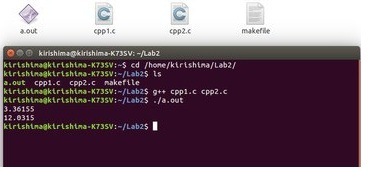 a.out cpp1.c cpp2.c makefile
kirishima@kirishima-K73SV: ~/Lab2
kirishima@kirishima-K73SV:~$ cd /home/kirishima/Lab2/
kirishima@kirishima-K73SV:~/Lab2$ ls
a.out cpp1.c cpp2.c makefile
kirishima@kirishima-K73SV:~/Lab2$ g++ cpp1.c cpp2.c
kirishima@kirishima-K73SV:~/Lab2$ ./a.out
3.36155
12.0315
kirishima@kirishima-K73SV:~/Lab2$